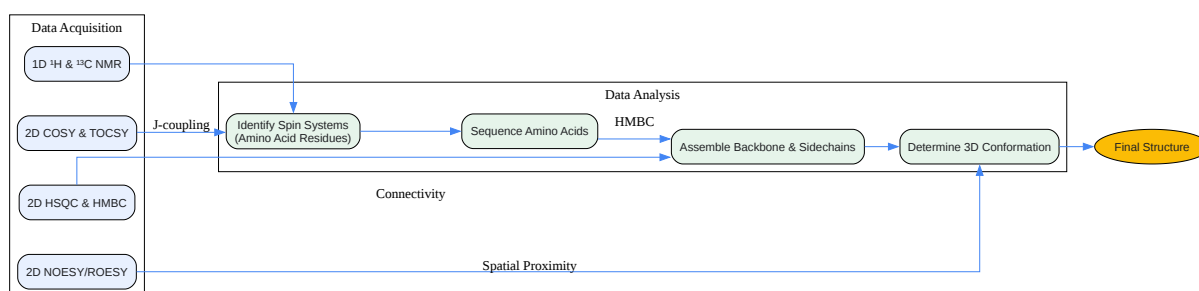 Data Acquisition
1D ¹H & ¹³C NMR
2D COSY & TOCSY
2D HSQC & HMBC
2D NOESY/ROESY
J-coupling
Data Analysis
Identify Spin Systems
(Amino Acid Residues)
Sequence Amino Acids
HMBC
Assemble Backbone & Sidechains
Determine 3D Conformation
Final Structure
Connectivity
Spatial Proximity